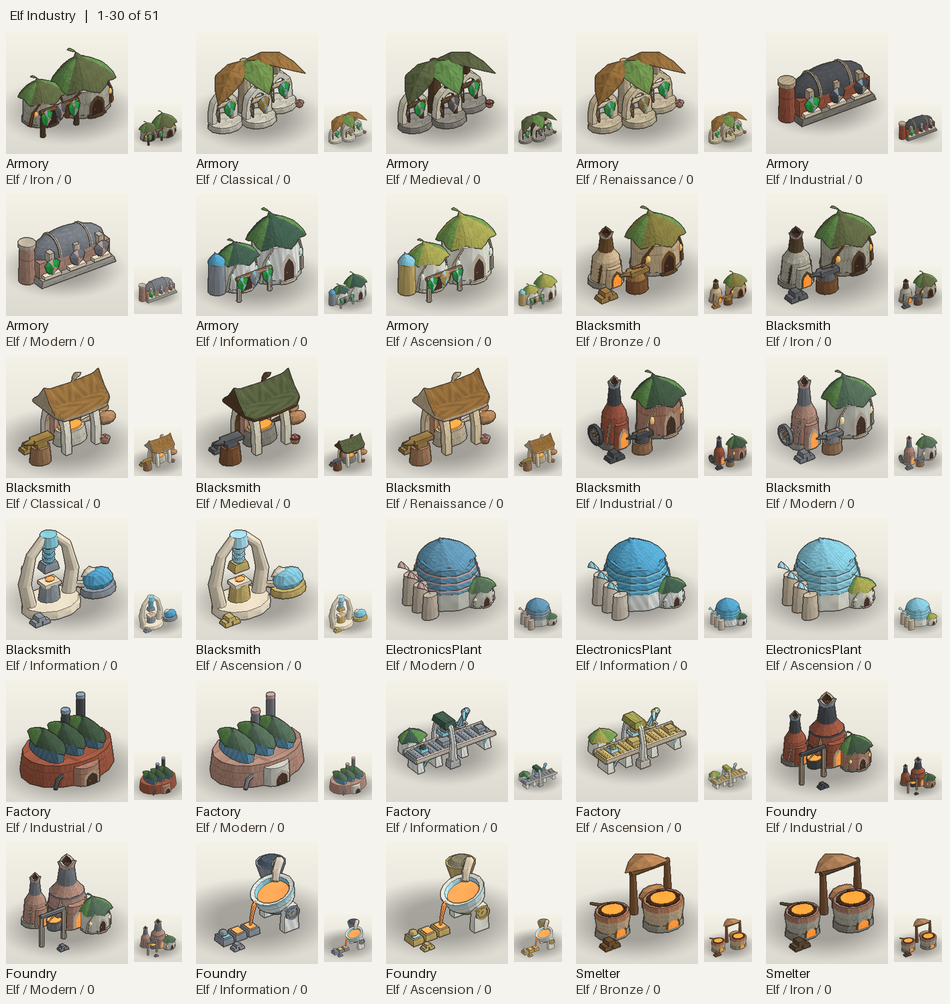 Elf Industry | 1-30 of 51
Armory
Elf / Iron / 0
Armory
Elf / Classical / 0
Armory
Elf / Medieval / 0
Armory
Elf / Renaissance / 0
Armory
Elf / Industrial / 0
Armory
Elf / Modern / 0
Armory
Elf / Information / 0
Armory
Elf / Ascension / 0
Blacksmith
Elf / Bronze / 0
Blacksmith
Elf / Iron / 0
Blacksmith
Elf / Classical / 0
Blacksmith
Elf / Medieval / 0
Blacksmith
Elf / Renaissance / 0
Blacksmith
Elf / Industrial / 0
Blacksmith
Elf / Modern / 0
Blacksmith
Elf / Information / 0
Blacksmith
Elf / Ascension / 0
ElectronicsPlant
Elf / Modern / 0
ElectronicsPlant
Elf / Information / 0
ElectronicsPlant
Elf / Ascension / 0
Factory
Elf / Industrial / 0
Factory
Elf / Modern / 0
Factory
Elf / Information / 0
Factory
Elf / Ascension / 0
Foundry
Elf / Industrial / 0
Foundry
Elf / Modern / 0
Foundry
Elf / Information / 0
Foundry
Elf / Ascension / 0
Smelter
Elf / Bronze / 0
Smelter
Elf / Iron / 0